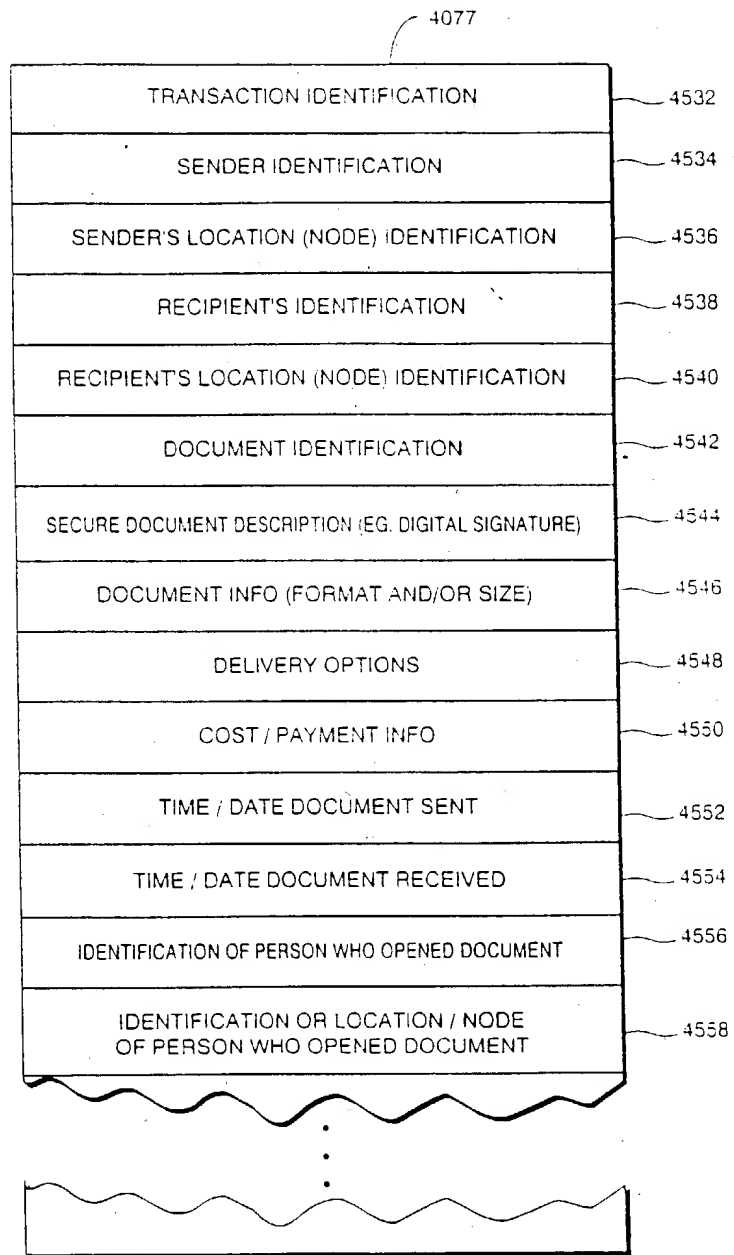 4077
TRANSACTION IDENTIFICATION 4532
SENDER IDENTIFICATION 4534
SENDER'S LOCATION (NODE) IDENTIFICATION 4536
RECIPIENT'S IDENTIFICATION 4538
RECIPIENT'S LOCATION (NODE) IDENTIFICATION 4540
DOCUMENT IDENTIFICATION 4542
SECURE DOCUMENT DESCRIPTION (EG. DIGITAL SIGNATURE) 4544
DOCUMENT INFO (FORMAT AND/OR SIZE) 4546
DELIVERY OPTIONS 4548
COST / PAYMENT INFO 4550
TIME / DATE DOCUMENT SENT 4552
TIME / DATE DOCUMENT RECEIVED 4554
IDENTIFICATION OF PERSON WHO OPENED DOCUMENT 4556
IDENTIFICATION OR LOCATION / NODE
OF PERSON WHO OPENED DOCUMENT 4558